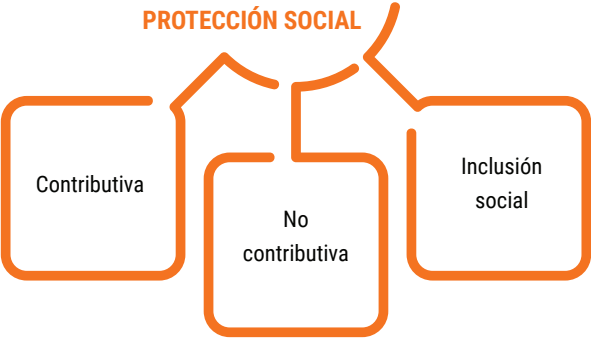 PROTECCIÓN SOCIAL
Contributiva
No
contributiva
Inclusión
social